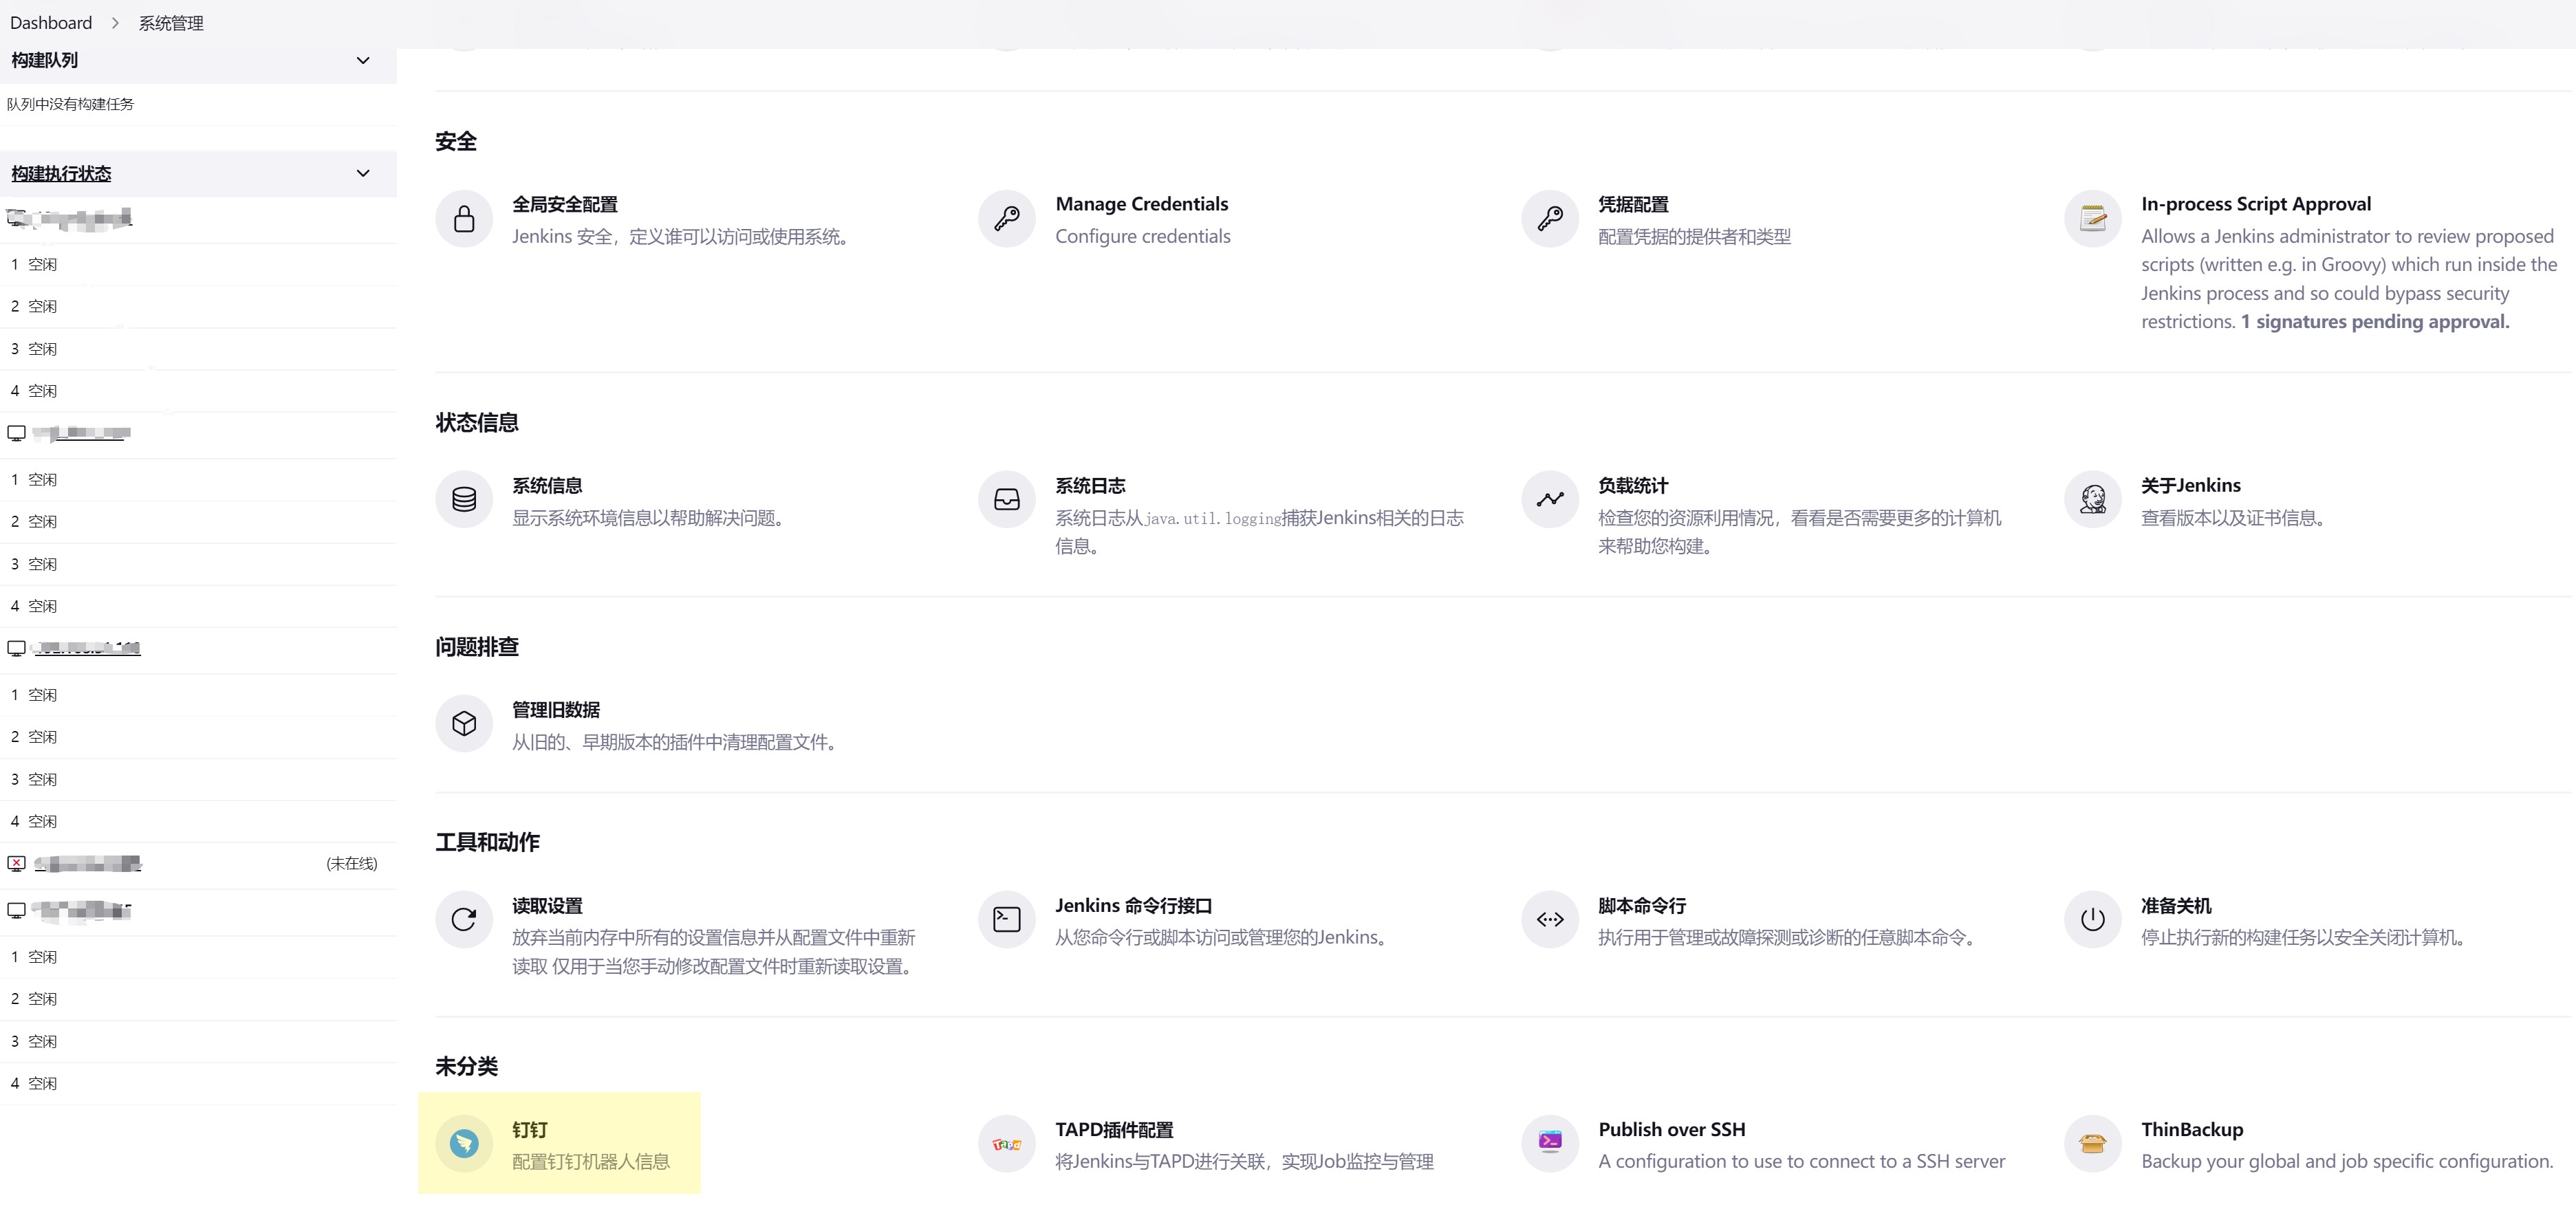 Dashboard > 系统管理
构建队列
队列中没有构建任务
构建执行状态
1 空闲
2 空闲
3 空闲
4 空闲
1 空闲
2 空闲
3 空闲
4 空闲
1 空闲
2 空闲
3 空闲
4 空闲
(未在线)
1 空闲
2 空闲
3 空闲
4 空闲
安全
全局安全配置
Jenkins 安全，定义谁可以访问或使用系统。
Manage Credentials
Configure credentials
凭据配置
配置凭据的提供者和类型
In-process Script Approval
Allows a Jenkins administrator to review proposed
scripts (written e.g. in Groovy) which run inside the
Jenkins process and so could bypass security
restrictions. 1 signatures pending approval.
状态信息
系统信息
显示系统环境信息以帮助解决问题。
系统日志
系统日志从java.util.logging捕获Jenkins相关的日志
信息。
负载统计
检查您的资源利用情况，看看是否需要更多的计算机
来帮助您构建。
关于Jenkins
查看版本以及证书信息。
问题排查
管理旧数据
从旧的、早期版本的插件中清理配置文件。
工具和动作
读取设置
放弃当前内存中所有的设置信息并从配置文件中重新
读取 仅用于当您手动修改配置文件时重新读取设置。
Jenkins 命令行接口
从您命令行或脚本访问或管理您的Jenkins。
脚本命令行
执行用于管理或故障探测或诊断的任意脚本命令。
准备关机
停止执行新的构建任务以安全关闭计算机。
未分类
钉钉
配置钉钉机器人信息
Tapd
TAPD插件配置
将Jenkins与TAPD进行关联，实现Job监控与管理
Publish over SSH
A configuration to use to connect to a SSH server
ThinBackup
Backup your global and job specific configuration.